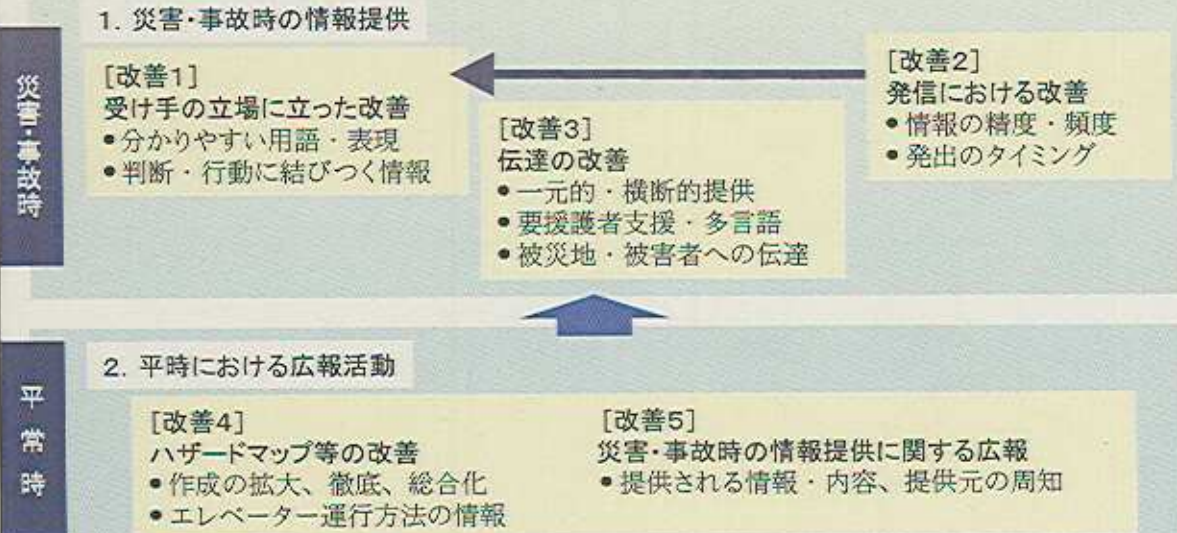 災害・事故時
1. 災害・事故時の情報提供
[改善1]
受け手の立場に立った改善
●分かりやすい用語・表現
●判断・行動に結びつく情報
[改善2]
発信における改善
●情報の精度・頻度
●発出のタイミング
[改善3]
伝達の改善
●一元的・横断的提供
●要援護者支援・多言語
●被災地・被害者への伝達
平常時
2. 平時における広報活動
[改善4]
ハザードマップ等の改善
●作成の拡大、徹底、総合化
●エレベーター運行方法の情報
[改善5]
災害・事故時の情報提供に関する広報
●提供される情報・内容、提供元の周知